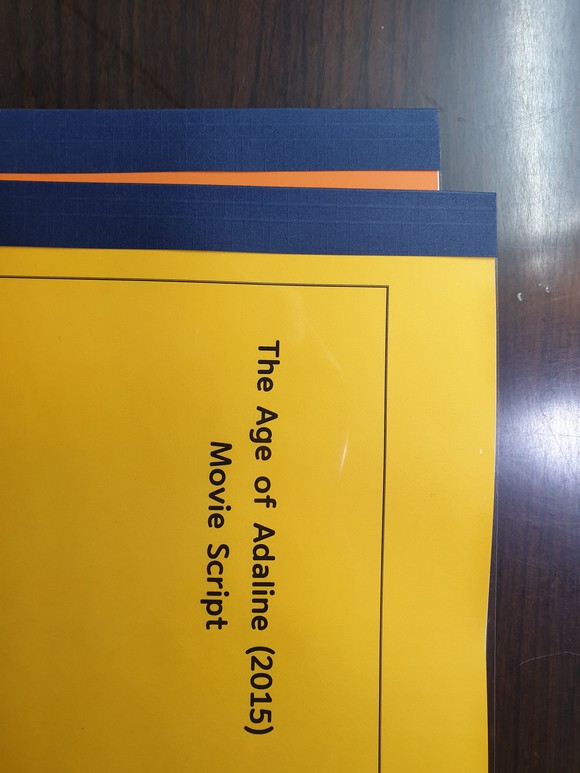 The Age of Adaline (2015)
Movie Script